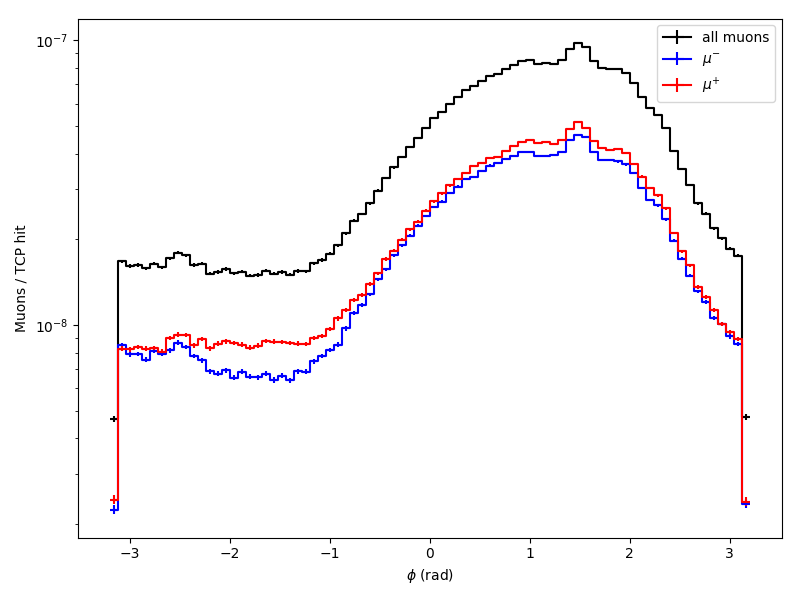 all muons
μ⁻
μ⁺
10⁻⁷
10⁻⁸
Muons / TCP hit
−3 −2 −1 0 1 2 3
ϕ (rad)